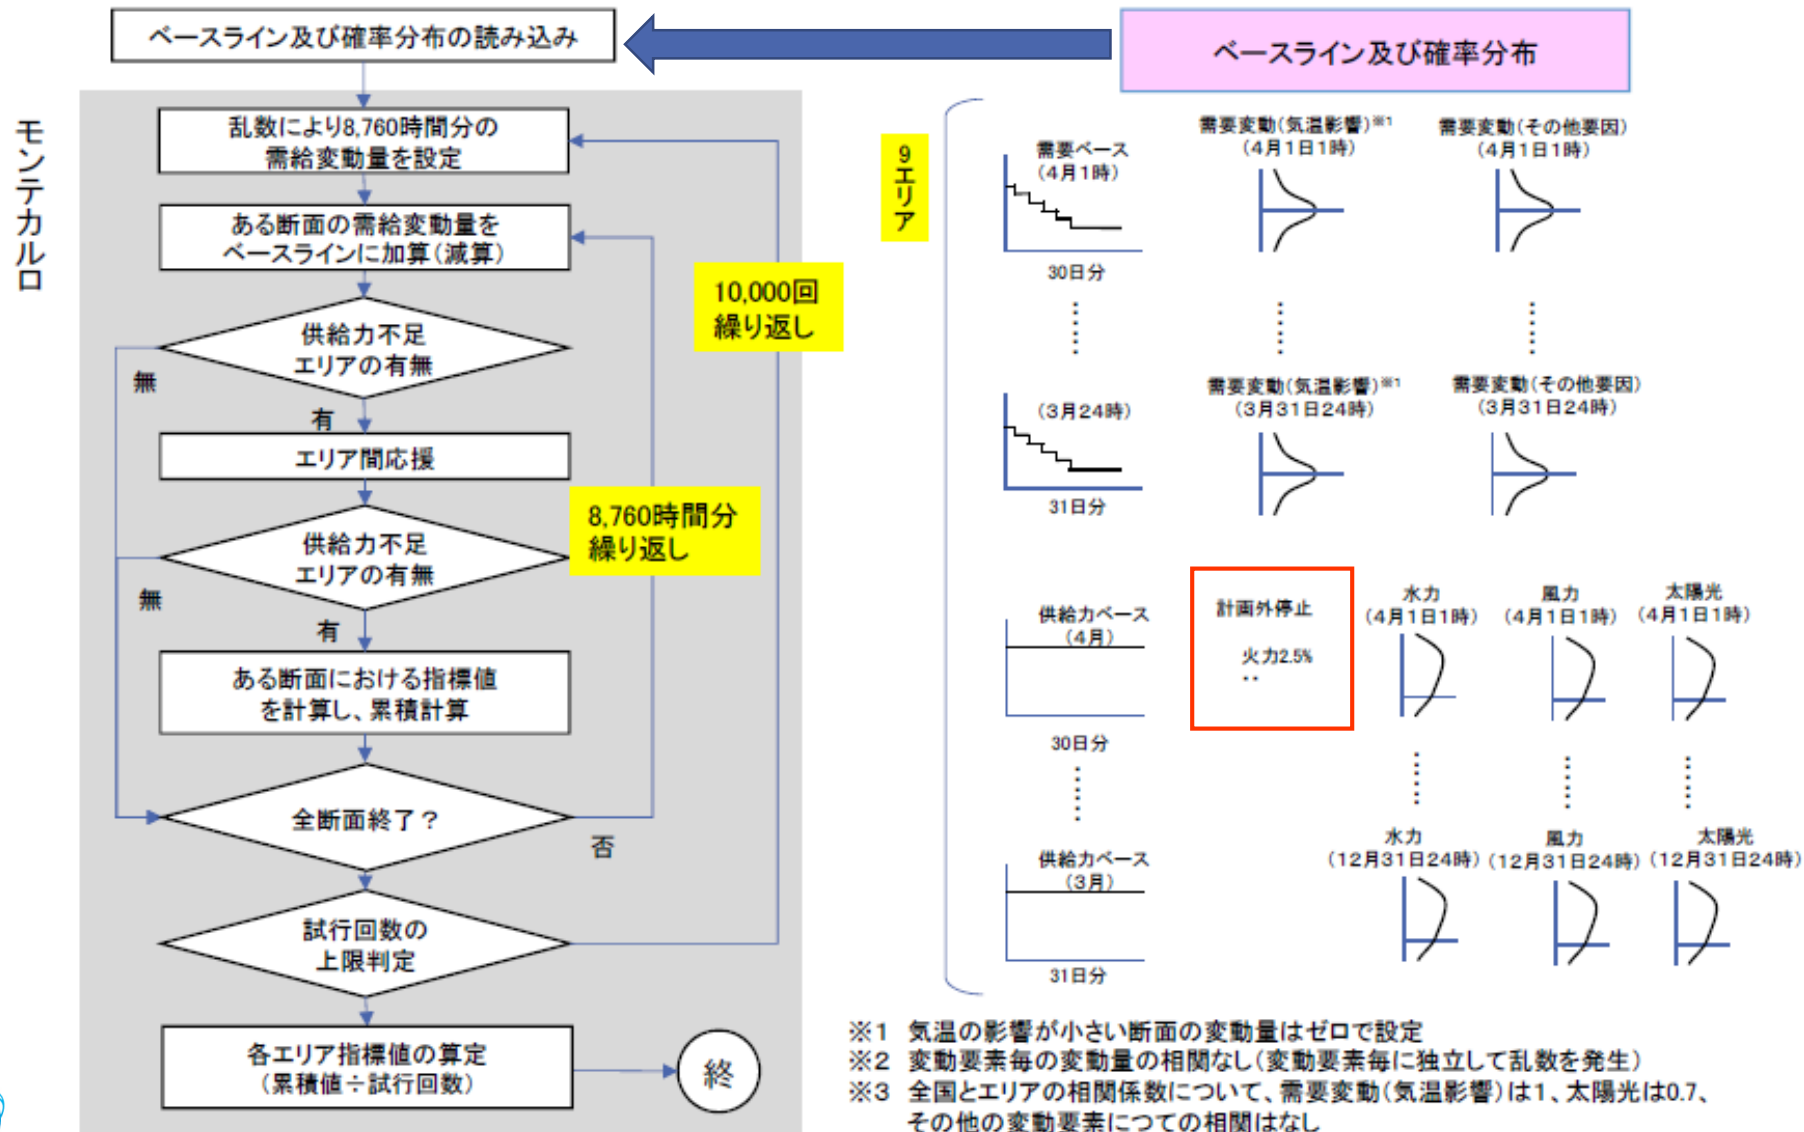 ベースライン及び確率分布の読み込み
モンテカルロ
乱数により8,760時間分の
需給変動量を設定
ある断面の需給変動量を
ベースラインに加算(減算)
供給力不足
エリアの有無
無
有
エリア間応援
供給力不足
エリアの有無
無
有
ある断面における指標値
を計算し、累積計算
全断面終了？
否
試行回数の
上限判定
各エリア指標値の算定
(累積値÷試行回数)
終
10,000回
繰り返し
8,760時間分
繰り返し
ベースライン及び確率分布
9エリア
需要ベース
(4月1時)
30日分
需要変動(気温影響)※1
(4月1日1時)
需要変動(その他要因)
(4月1日1時)
(3月24時)
31日分
需要変動(気温影響)※1
(3月31日24時)
需要変動(その他要因)
(3月31日24時)
供給力ベース
(4月)
30日分
計画外停止
火力2.5%
・・
水力
(4月1日1時)
風力
(4月1日1時)
太陽光
(4月1日1時)
供給力ベース
(3月)
31日分
水力
(12月31日24時)
風力
(12月31日24時)
太陽光
(12月31日24時)
※1 気温の影響が小さい断面の変動量はゼロで設定
※2 変動要素毎の変動量の相関なし(変動要素毎に独立して乱数を発生)
※3 全国とエリアの相関係数について、需要変動(気温影響)は1、太陽光は0.7、
その他の変動要素につての相関はなし